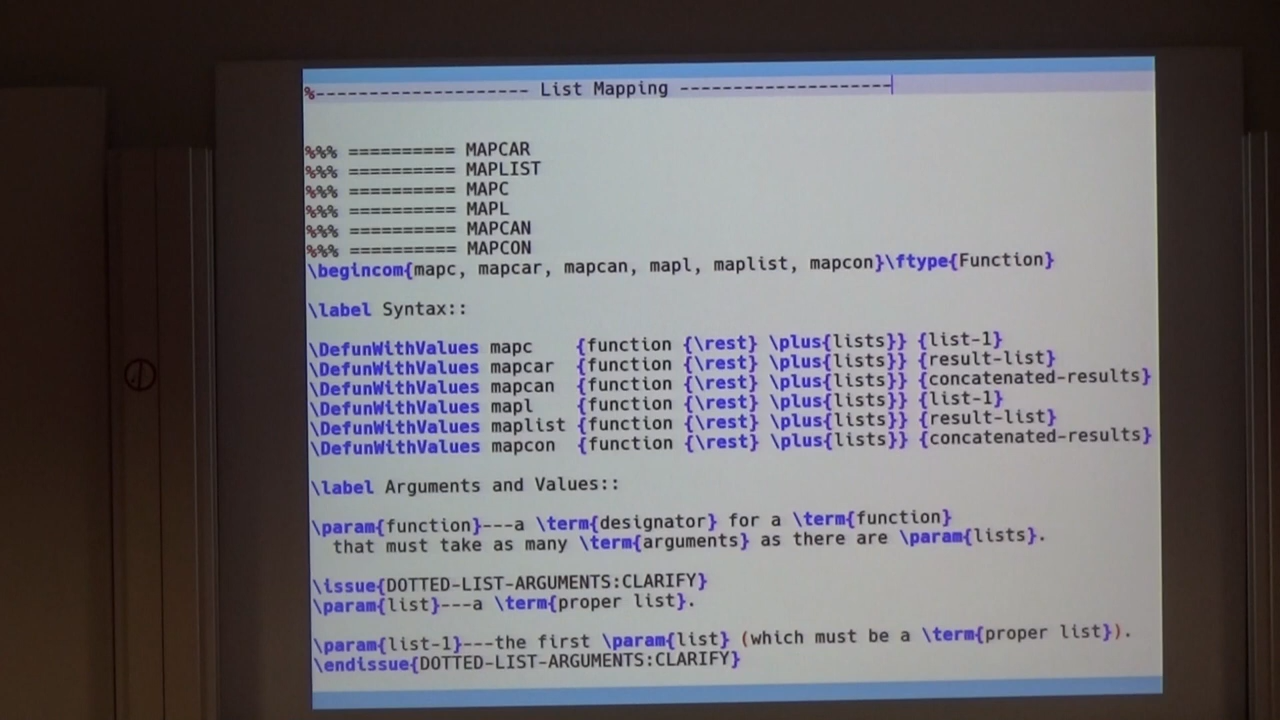 %-------------------- List Mapping --------------------
%%% ========== MAPCAR
%%% ========== MAPLIST
%%% ========== MAPC
%%% ========== MAPL
%%% ========== MAPCAN
%%% ========== MAPCON
\begincom{mapc, mapcar, mapcan, mapl, maplist, mapcon}\ftype{Function}
\label Syntax::
\DefunWithValues mapc    {function {\rest} \plus{lists}} {list-1}
\DefunWithValues mapcar  {function {\rest} \plus{lists}} {result-list}
\DefunWithValues mapcan  {function {\rest} \plus{lists}} {concatenated-results}
\DefunWithValues mapl    {function {\rest} \plus{lists}} {list-1}
\DefunWithValues maplist {function {\rest} \plus{lists}} {result-list}
\DefunWithValues mapcon  {function {\rest} \plus{lists}} {concatenated-results}
\label Arguments and Values::
\param{function}---a \term{designator} for a \term{function}
  that must take as many \term{arguments} as there are \param{lists}.
\issue{DOTTED-LIST-ARGUMENTS:CLARIFY}
\param{list}---a \term{proper list}.
\param{list-1}---the first \param{list} (which must be a \term{proper list}).
\endissue{DOTTED-LIST-ARGUMENTS:CLARIFY}